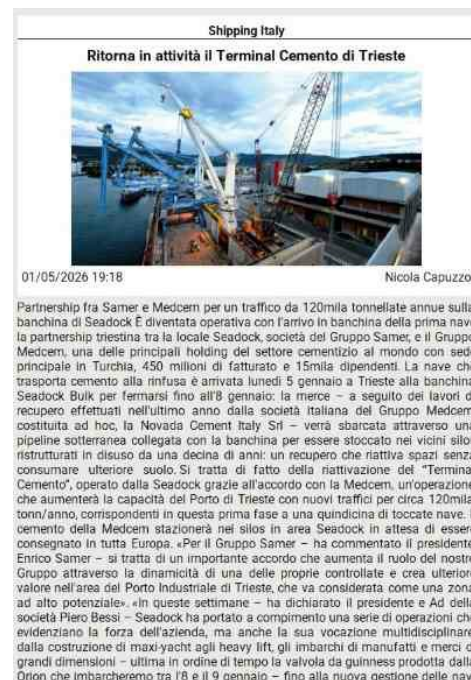 Shipping Italy
Ritorna in attività il Terminal Cemento di Trieste
01/05/2026 19:18
Nicola Capuzzo
Partnership fra Samer e Medcem per un traffico da 120mila tonnellate annue sulla
banchina di Seadock È diventata operativa con l'arrivo in banchina della prima nave
la partnership triestina tra la locale Seadock, società del Gruppo Samer, e il Gruppo
Medcem, una delle principali holding del settore cementizio al mondo con sede
principale in Turchia, 450 milioni di fatturato e 15mila dipendenti. La nave che
trasporta cemento alla rinfusa è arrivata lunedì 5 gennaio a Trieste alla banchina
Seadock Bulk per fermarsi fino all'8 gennaio: la merce – a seguito dei lavori di
recupero effettuati nell'ultimo anno dalla società italiana del Gruppo Medcem
costituita ad hoc, la Novada Cement Italy Srl – verrà sbarcata attraverso una
pipeline sotterranea collegata con la banchina per essere stoccato nei vicini silos
ristrutturati in disuso da una decina di anni: un recupero che riattiva spazi senza
consumare ulteriore suolo. Si tratta di fatto della riattivazione del "Terminal
Cemento", operato dalla Seadock grazie all'accordo con la Medcem, un'operazione
che aumenterà la capacità del Porto di Trieste con nuovi traffici per circa 120mila
tonn/anno, corrispondenti in questa prima fase a una quindicina di toccate nave.
cemento della Medcem stazionerà nei silos in area Seadock in attesa di essere
consegnato in tutta Europa. «Per il Gruppo Samer – ha commentato il presidente
Enrico Samer – si tratta di un importante accordo che aumenta il ruolo del nostro
Gruppo attraverso la dinamicità di una delle proprie controllate e crea ulteriore
valore nell'area del Porto Industriale di Trieste, che va considerata come una zona
ad alto potenziale». «In queste settimane – ha dichiarato il presidente e Ad della
società Piero Bessi – Seadock ha portato a compimento una serie di operazioni che
evidenziano la forza dell'azienda, ma anche la sua vocazione multidisciplinare
dalla costruzione di maxi-yacht agli heavy lift, gli imbarchi di manufatti e merci di
grandi dimensioni – ultima in ordine di tempo la valvola da guinness prodotta dalla
Orion che imbarcheremo tra l'8 e il 9 gennaio – fino alla nuova gestione delle navi